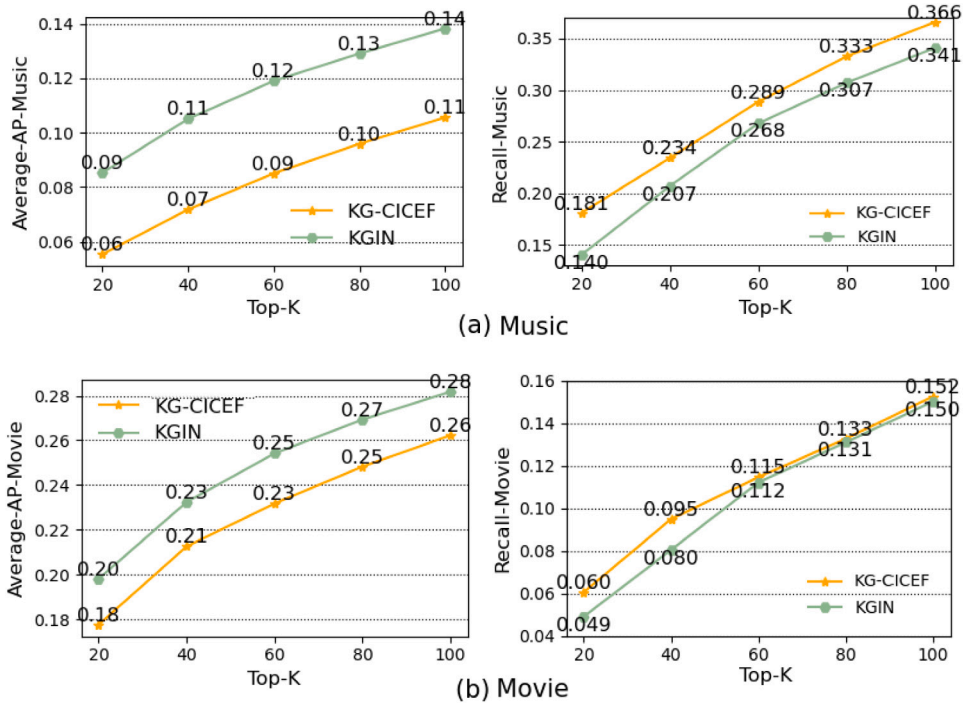 0.14
0.12
0.10
0.08
0.06
Average-AP-Music
0.09
0.11
0.12
0.13
0.14
0.06
0.07
0.09
0.10
0.11
KG-CICEF
KGIN
20 40 60 80 100
Top-K
0.35
0.30
0.25
0.20
0.15
Recall-Music
0.181
0.234
0.289
0.333
0.366
0.140
0.207
0.268
0.307
0.341
KG-CICEF
KGIN
20 40 60 80 100
Top-K
(a) Music
0.28
0.26
0.24
0.22
0.20
0.18
Average-AP-Movie
KG-CICEF
KGIN
0.20
0.23
0.25
0.27
0.28
0.18
0.21
0.23
0.25
0.26
20 40 60 80 100
Top-K
0.16
0.14
0.12
0.10
0.08
0.06
0.04
Recall-Movie
0.060
0.095
0.115
0.133
0.152
0.049
0.080
0.112
0.131
0.150
KG-CICEF
KGIN
20 40 60 80 100
Top-K
(b) Movie